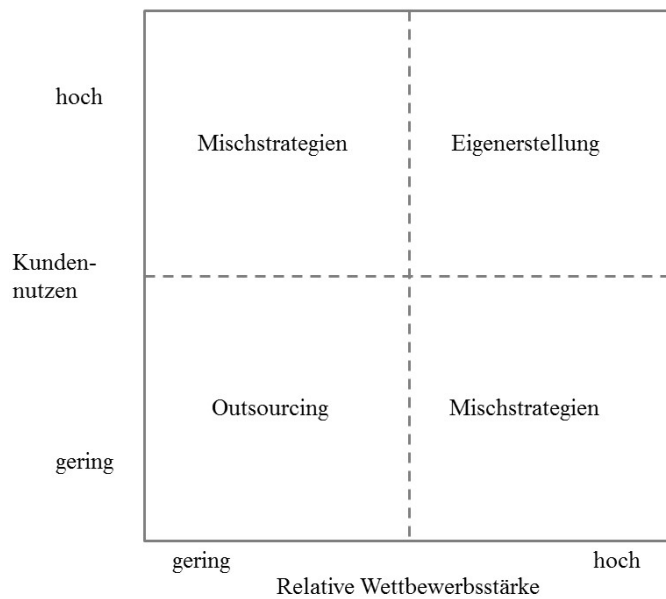 hoch
Mischstrategien Eigenerstellung
Kunden-
nutzen
Outsourcing Mischstrategien
gering
gering hoch
Relative Wettbewerbsstärke